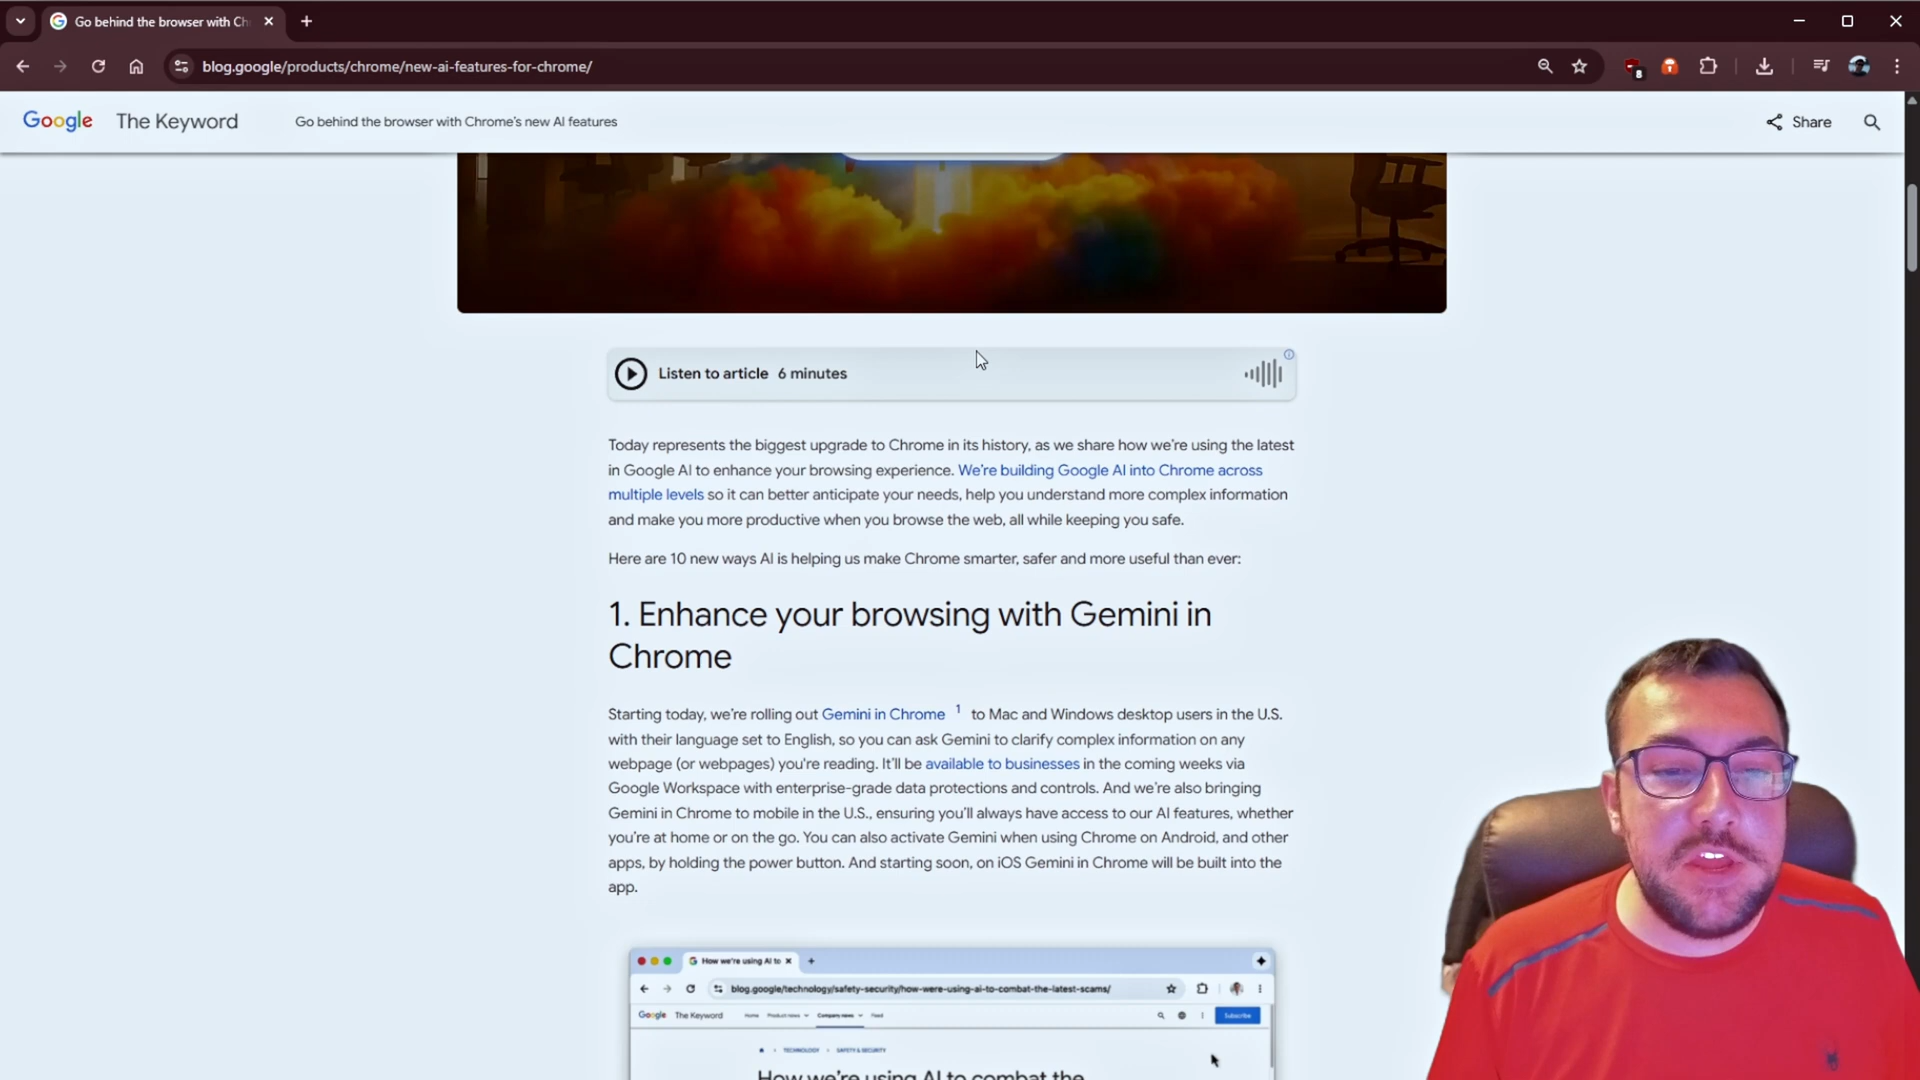 Go behind the browser with Ch
blog.google/products/chrome/new-ai-features-for-chrome/
8
Google The Keyword Go behind the browser with Chrome's new AI features Share
Listen to article 6 minutes
Today represents the biggest upgrade to Chrome in its history, as we share how we're using the latest
in Google AI to enhance your browsing experience. We're building Google AI into Chrome across
multiple levels so it can better anticipate your needs, help you understand more complex information
and make you more productive when you browse the web, all while keeping you safe.
Here are 10 new ways AI is helping us make Chrome smarter, safer and more useful than ever:
1. Enhance your browsing with Gemini in
Chrome
Starting today, we're rolling out Gemini in Chrome 1 to Mac and Windows desktop users in the U.S.
with their language set to English, so you can ask Gemini to clarify complex information on any
webpage (or webpages) you're reading. It'll be available to businesses in the coming weeks via
Google Workspace with enterprise-grade data protections and controls. And we're also bringing
Gemini in Chrome to mobile in the U.S., ensuring you'll always have access to our AI features, whether
you're at home or on the go. You can also activate Gemini when using Chrome on Android, and other
apps, by holding the power button. And starting soon, on iOS Gemini in Chrome will be built into the
app.
How we're using AI to
blog.google/technology/safety-security/how-were-using-ai-to-combat-the-latest-scams/
Google The Keyword Home Product news Company news Feed Subscribe
TECHNOLOGY SAFETY & SECURITY
How we're using AI to combat the